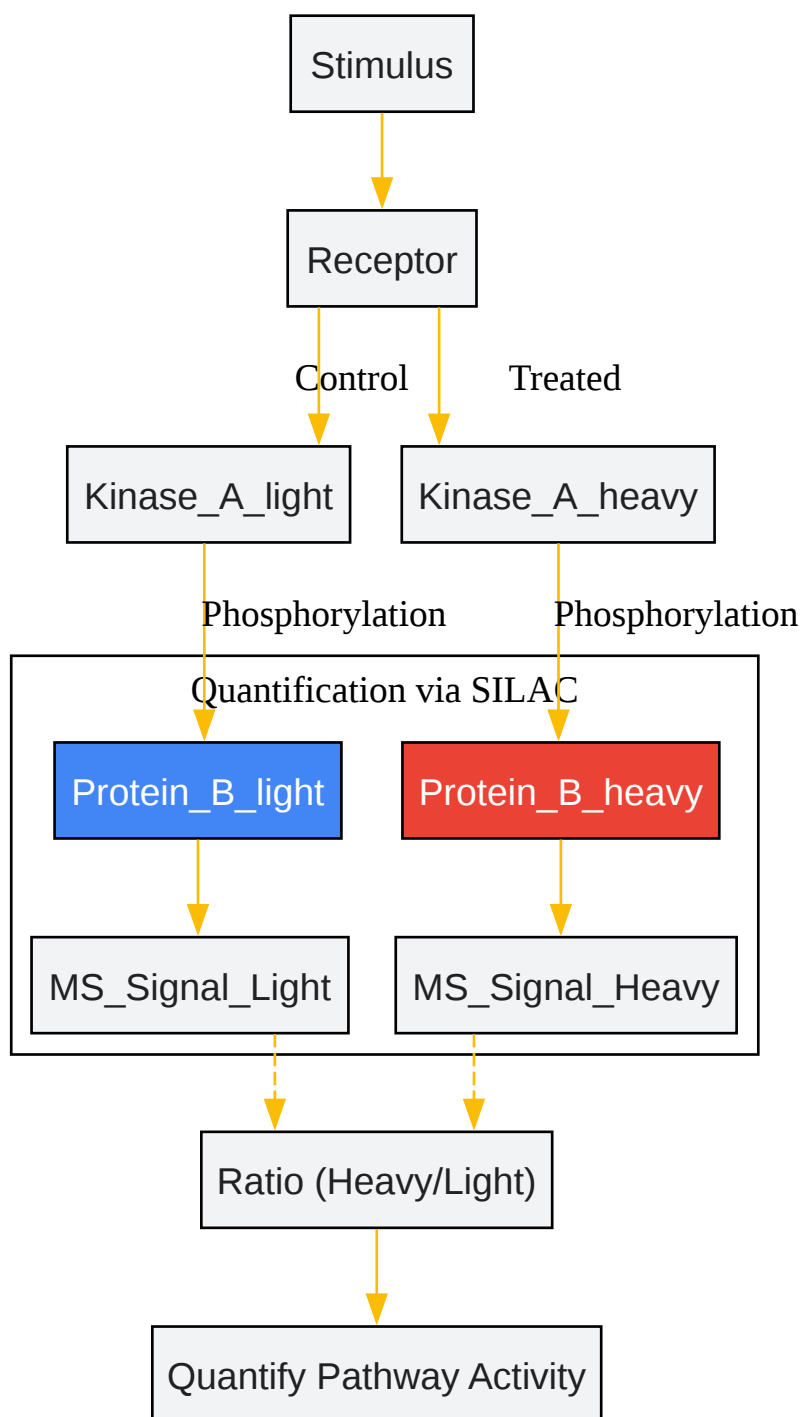 Stimulus
Receptor
Control
Treated
Kinase_A_light
Kinase_A_heavy
Phosphorylation
Phosphorylation
Quantification via SILAC
Protein_B_light
Protein_B_heavy
MS_Signal_Light
MS_Signal_Heavy
Ratio (Heavy/Light)
Quantify Pathway Activity